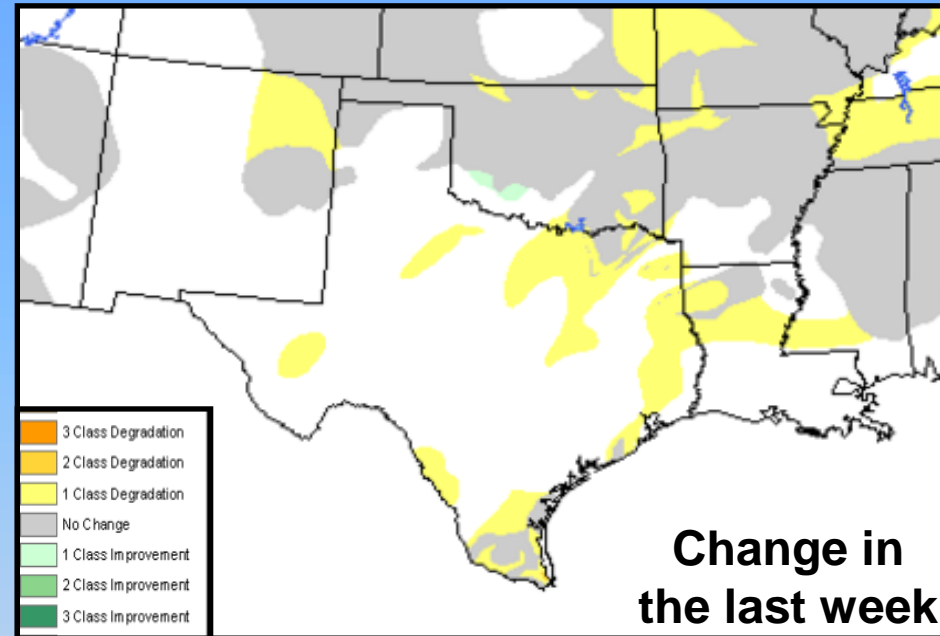 3 Class Degradation
2 Class Degradation
1 Class Degradation
No Change
1 Class Improvement
2 Class Improvement
3 Class Improvement
Change in
the last week